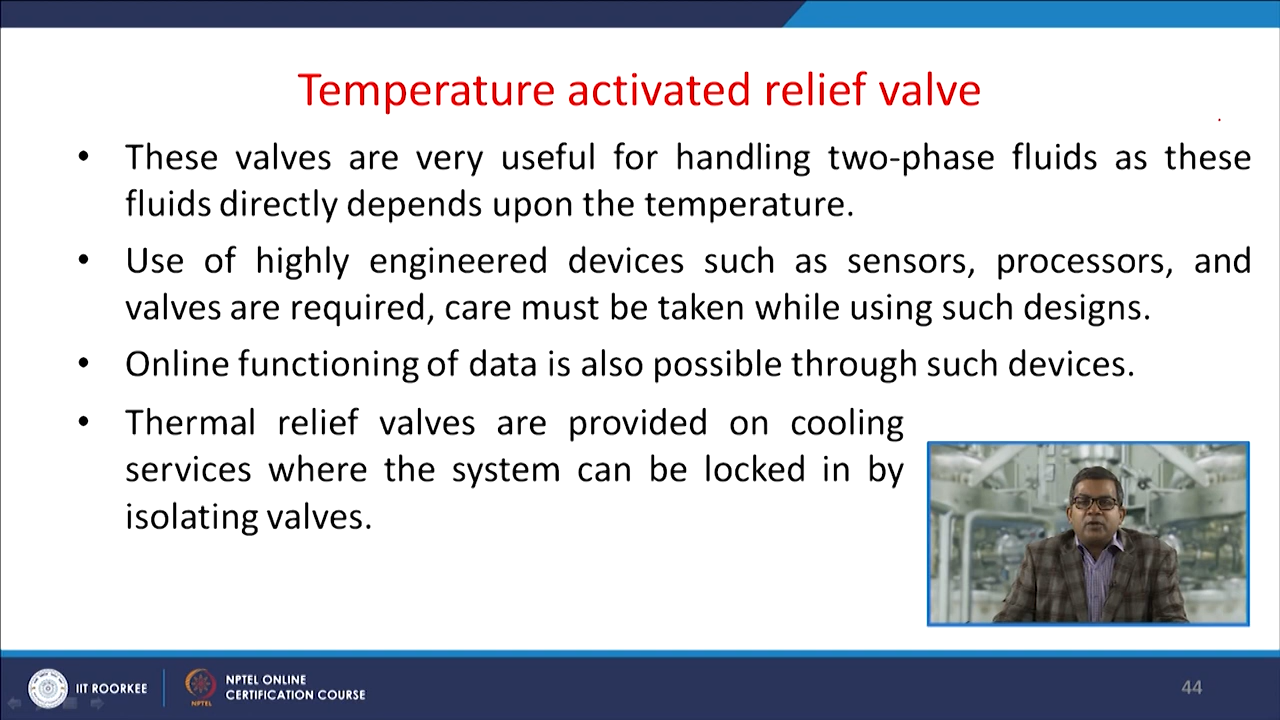 Temperature activated relief valve
• These valves are very useful for handling two-phase fluids as these
fluids directly depends upon the temperature.
• Use of highly engineered devices such as sensors, processors, and
valves are required, care must be taken while using such designs.
• Online functioning of data is also possible through such devices.
• Thermal relief valves are provided on cooling
services where the system can be locked in by
isolating valves.
IIT ROORKEE
NPTEL
NPTEL ONLINE
CERTIFICATION COURSE
44